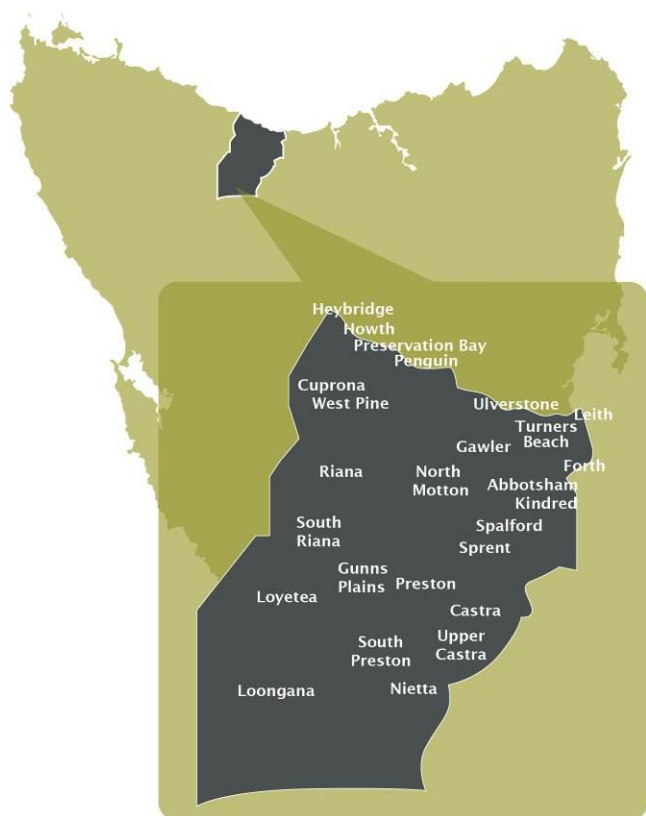 Heybridge
Howth
Preservation Bay
Penguin
Cuprona
West Pine
Ulverstone
Leith
Turners
Beach
Gawler
Forth
Riana
North
Motton
Abbotsham
Kindred
South
Riana
Spalford
Sprent
Gunns
Plains
Preston
Loyetea
Castra
South
Preston
Upper
Castra
Loongana
Nietta